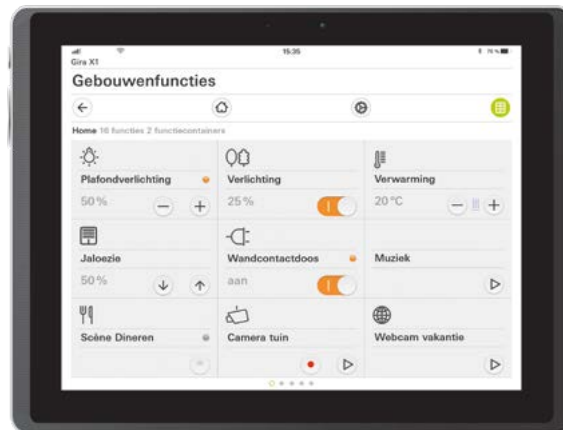 15:35
Gira X1
Gebouwenfuncties
Home 16 functies 2 functiecontainers
Plafondverlichting
Verlichting
Verwarming
50 %
25 %
20 °C
Jaloezie
Wandcontactdoos
Muziek
50 %
aan
Scène Dineren
Camera tuin
Webcam vakantie